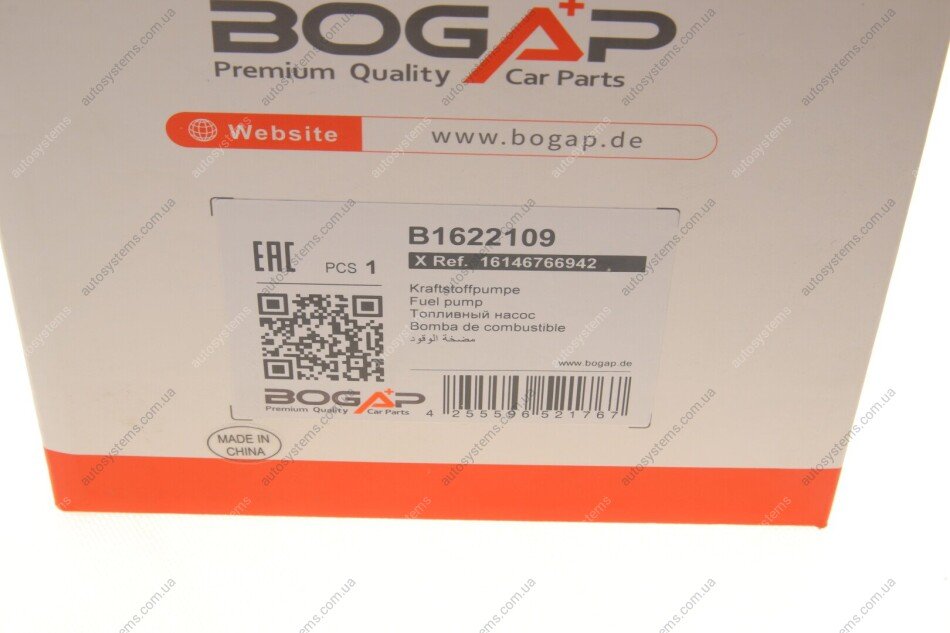 BOGAP+
Premium Quality Car Parts
Website www.bogap.de
B1622109
EAC PCS 1
X Ref. 16146766942
Kraftstoffpumpe
Fuel pump
Топливный насос
Bomba de combustible
مضخة الوقود
www.bogap.de
BOGAP+
Premium Quality Car Parts
4 255596 521767
MADE IN
CHINA
autosystems.com.ua